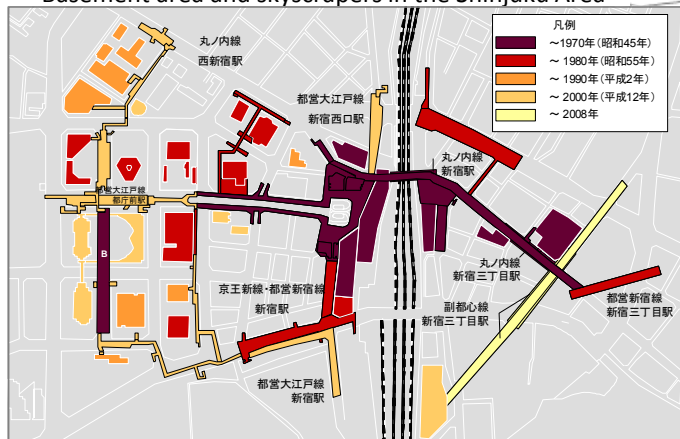 Basement area and skyscrapers in the Shinjuku Area
凡例
～1970年(昭和45年)
～1980年(昭和55年)
～1990年(平成2年)
～2000年(平成12年)
～2008年
丸ノ内線
西新宿駅
都営大江戸線
新宿西口駅
丸ノ内線
新宿駅
都営大江戸線
都庁前駅
B
丸ノ内線
新宿三丁目駅
京王新線・都営新宿線
新宿駅
副都心線
新宿三丁目駅
都営新宿線
新宿三丁目駅
都営大江戸線
新宿駅